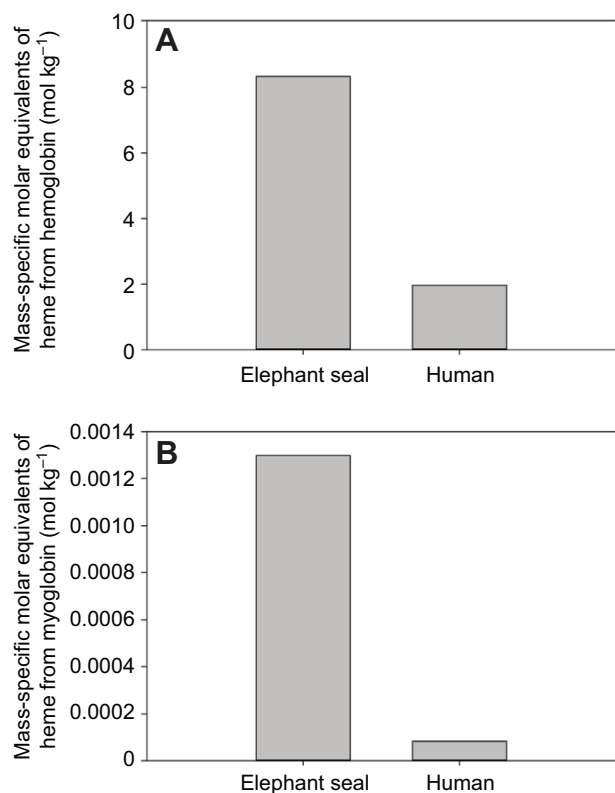 A
Mass-specific molar equivalents of
heme from hemoglobin (mol kg⁻¹)
10
8
6
4
2
0
Elephant seal Human
B
Mass-specific molar equivalents of
heme from myoglobin (mol kg⁻¹)
0.0014
0.0012
0.0010
0.0008
0.0006
0.0004
0.0002
0
Elephant seal Human